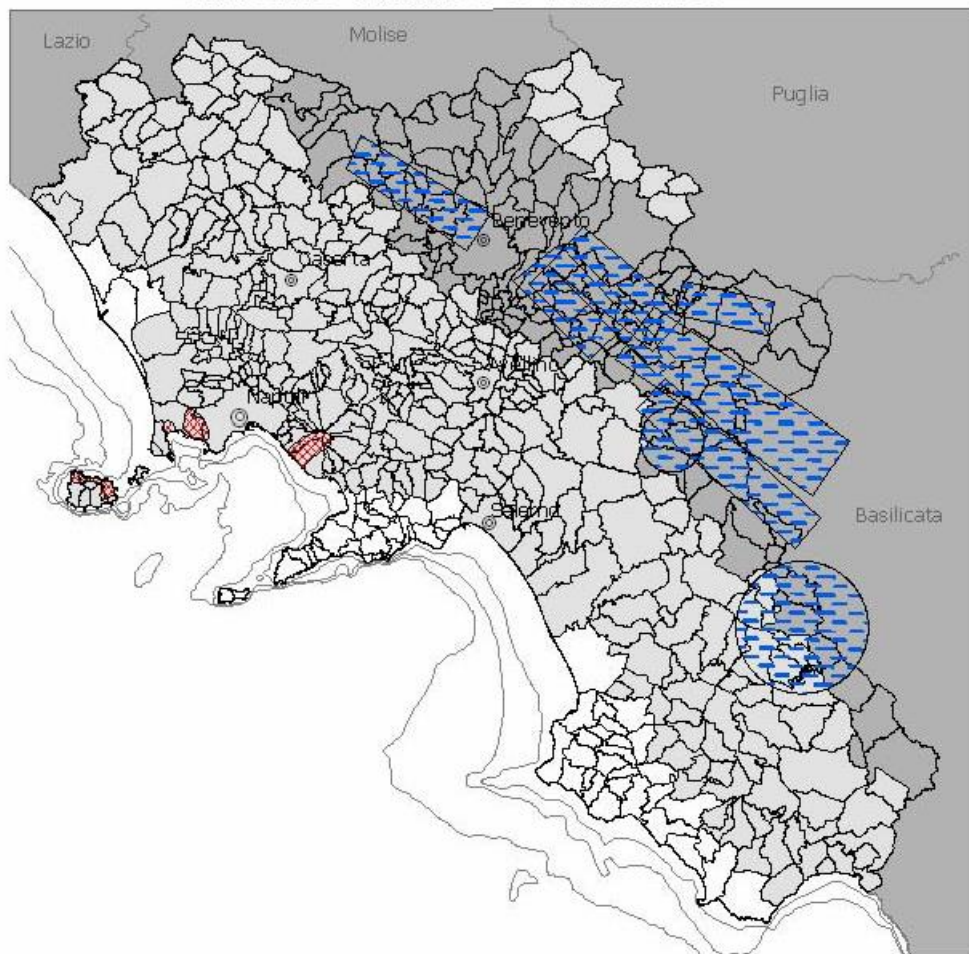 Lazio
Molise
Puglia
Benevento
Caserta
Avellino
Napoli
Salerno
Basilicata